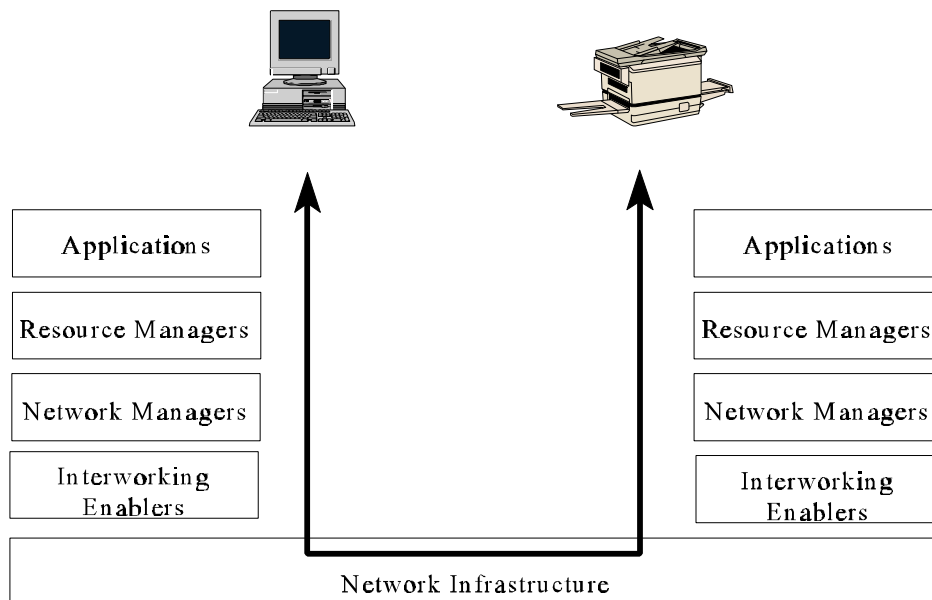 Applications
Applications
Resource Managers
Resource Managers
Network Managers
Network Managers
Interworking
Enablers
Interworking
Enablers
Network Infrastructure